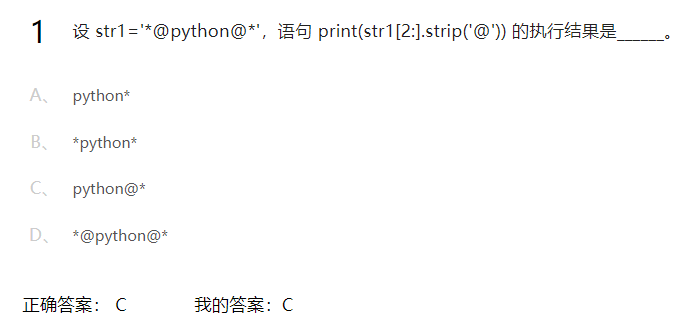 1 设 str1='*@python@*'，语句 print(str1[2:].strip('@')) 的执行结果是______。
A、 python*
B、 *python*
C、 python@*
D、 *@python@*
正确答案： C 我的答案：C